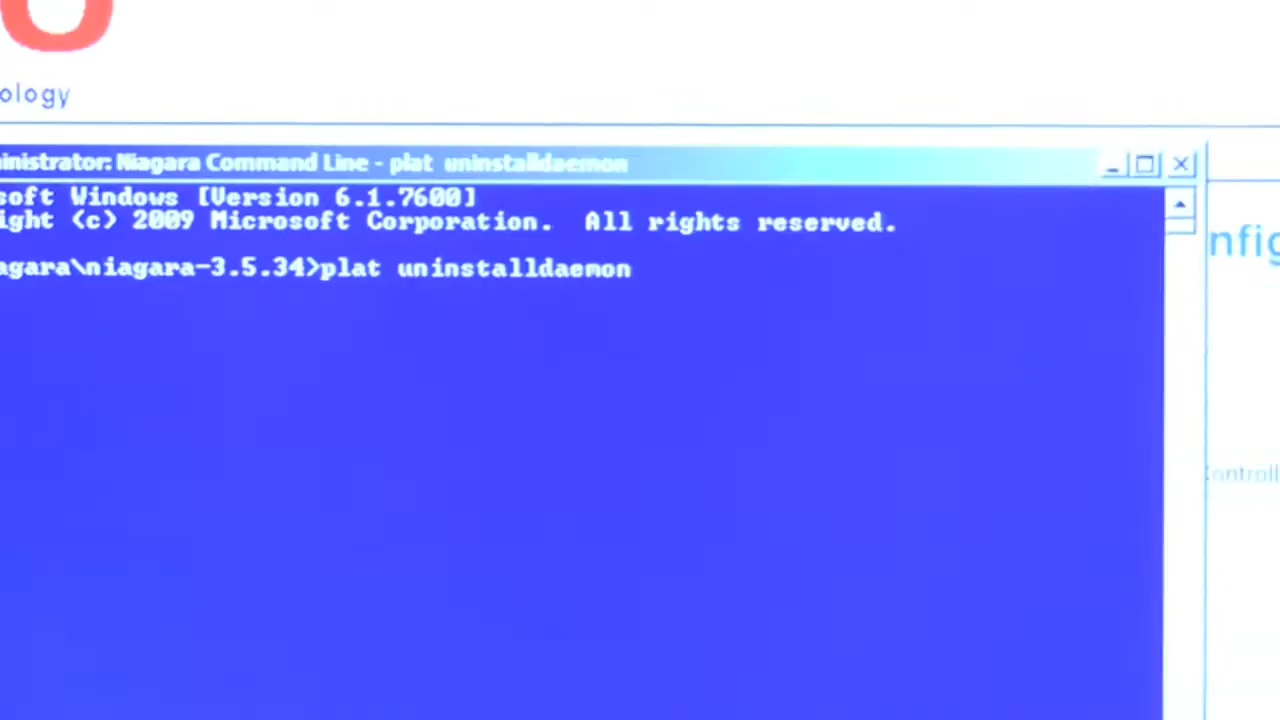 ology
inistrator: Niagara Command Line - plat uninstalldaemon
soft Windows [Version 6.1.7600]
ight (c) 2009 Microsoft Corporation.  All rights reserved.
nfig
agara\niagara-3.5.34>plat uninstalldaemon
Controll